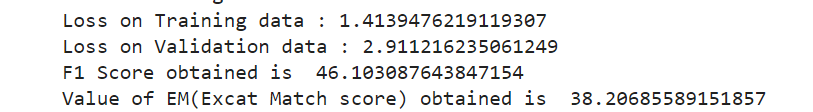 Loss on Training data : 1.4139476219119307
Loss on Validation data : 2.911216235061249
F1 Score obtained is  46.103087643847154
Value of EM(Excat Match score) obtained is  38.20685589151857